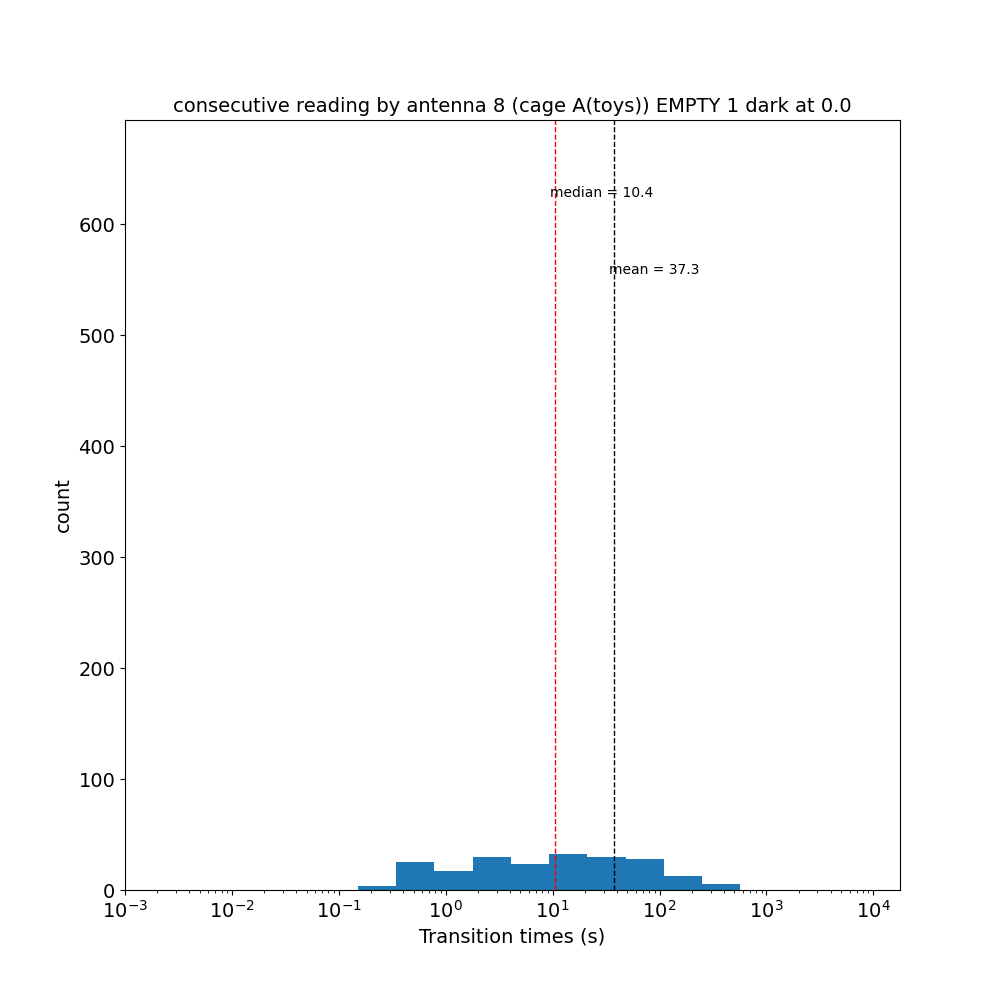 consecutive reading by antenna 8 (cage A(toys)) EMPTY 1 dark at 0.0
median = 10.4
mean = 37.3
600
500
400
300
200
100
0
count
10⁻³ 10⁻² 10⁻¹ 10⁰ 10¹ 10² 10³ 10⁴
Transition times (s)